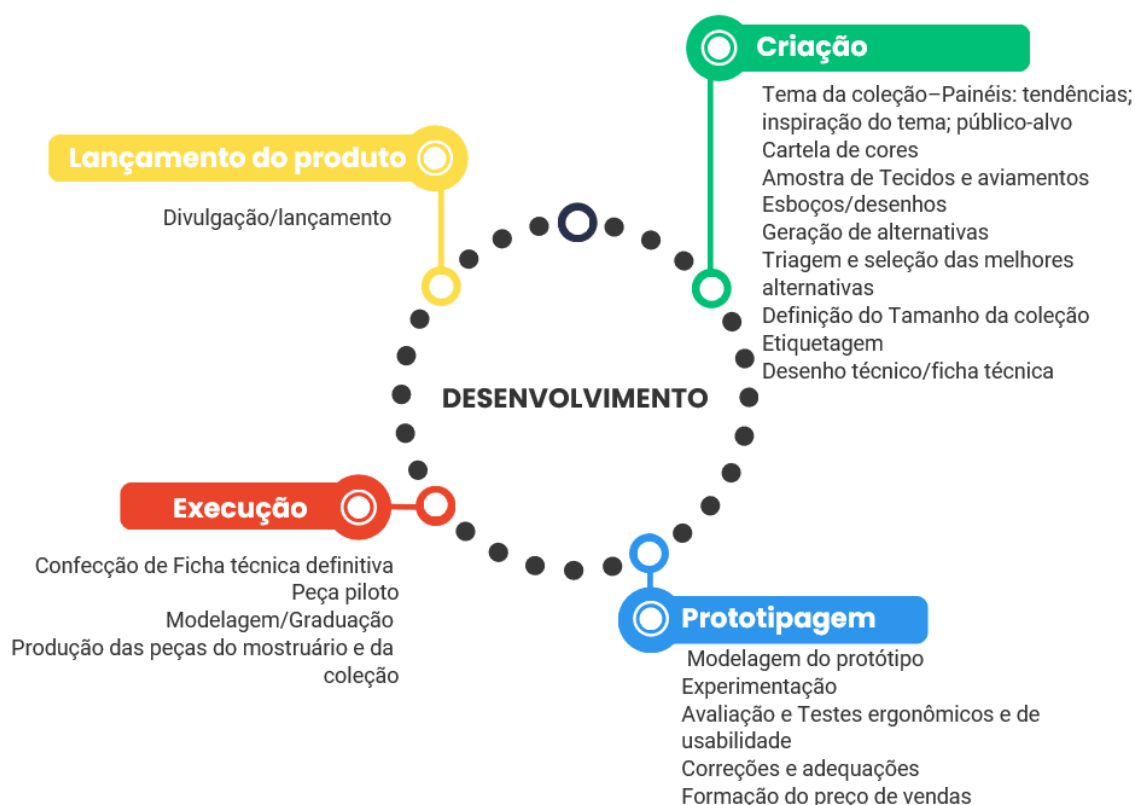 Criação
Tema da coleção–Painéis: tendências;
inspiração do tema; público-alvo
Cartela de cores
Amostra de Tecidos e aviamentos
Esboços/desenhos
Geração de alternativas
Triagem e seleção das melhores
alternativas
Definição do Tamanho da coleção
Etiquetagem
Desenho técnico/ficha técnica
Lançamento do produto
Divulgação/lançamento
DESENVOLVIMENTO
Execução
Confecção de Ficha técnica definitiva
Peça piloto
Modelagem/Graduação
Produção das peças do mostruário e da
coleção
Prototipagem
Modelagem do protótipo
Experimentação
Avaliação e Testes ergonômicos e de
usabilidade
Correções e adequações
Formação do preço de vendas